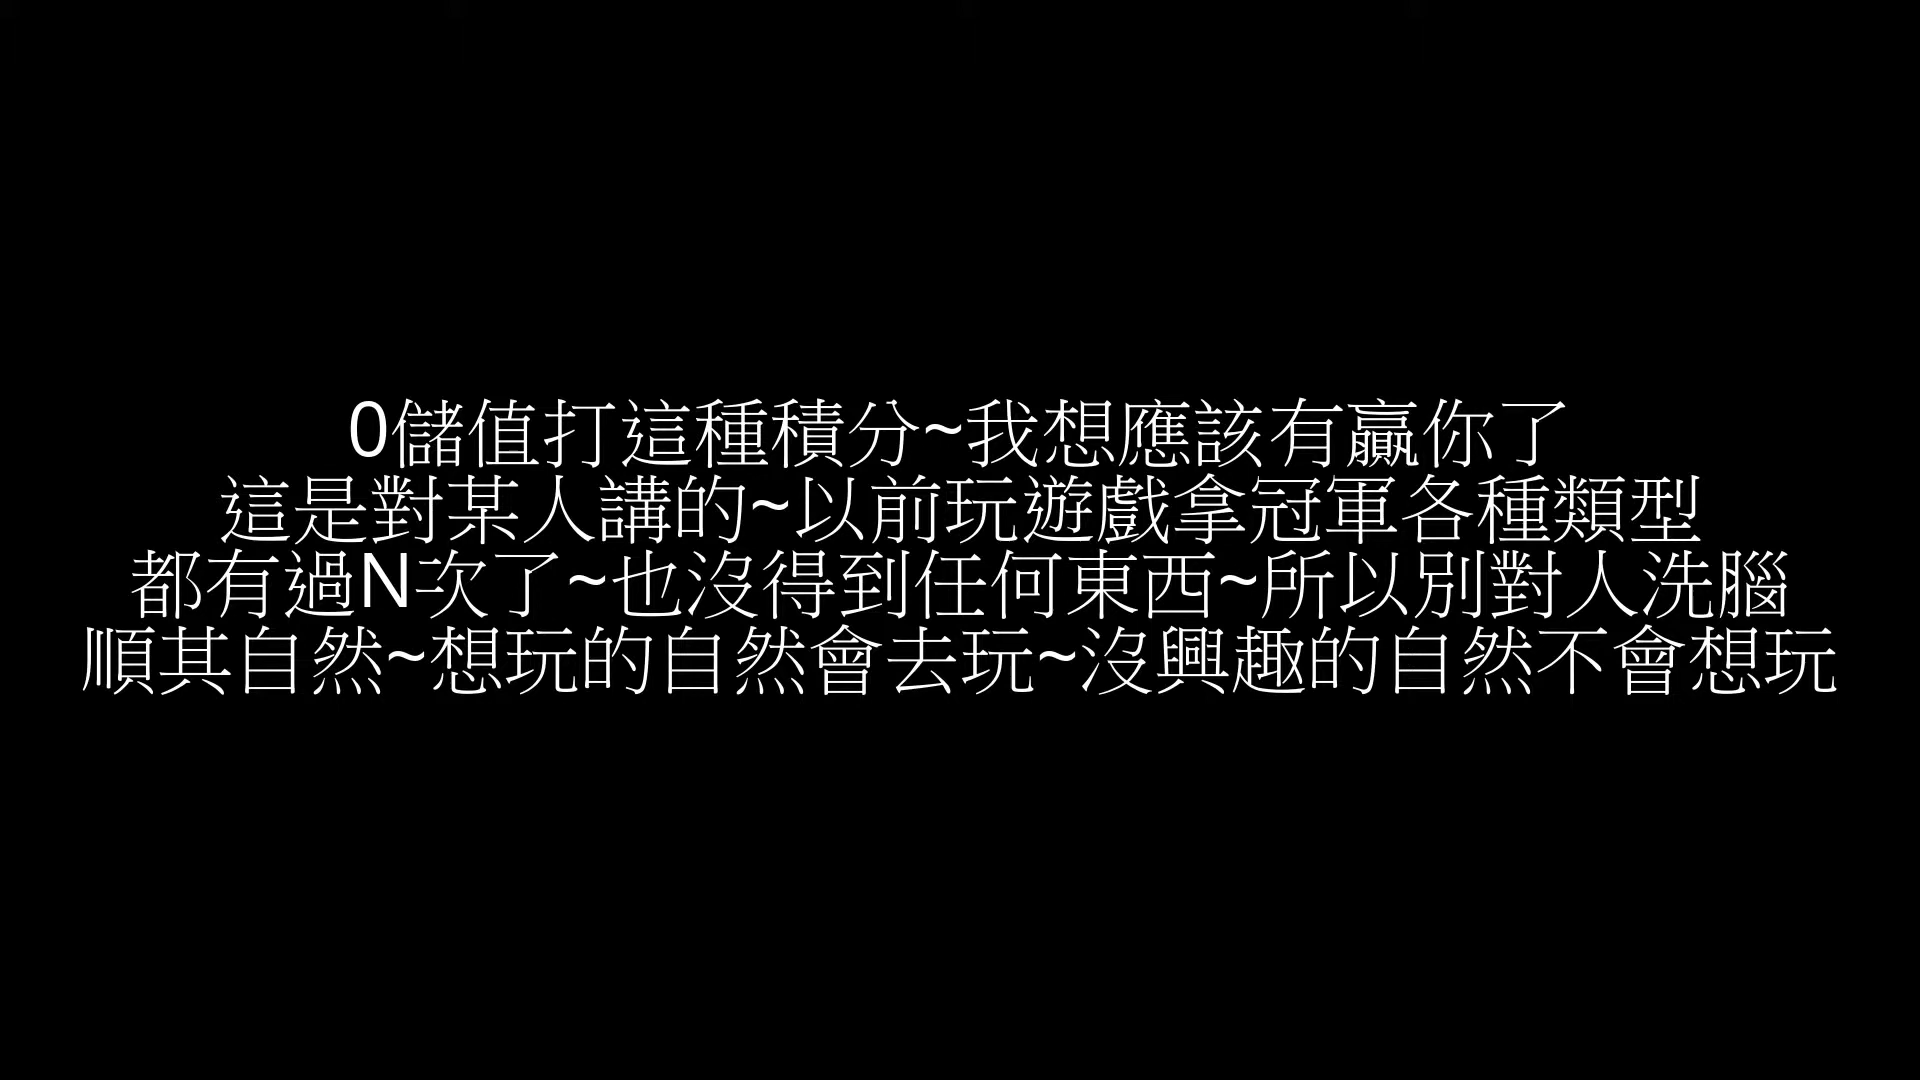 0儲值打這種積分~我想應該有贏你了
這是對某人講的~以前玩遊戲拿冠軍各種類型
都有過N次了~也沒得到任何東西~所以別對人洗腦
順其自然~想玩的自然會去玩~沒興趣的自然不會想玩